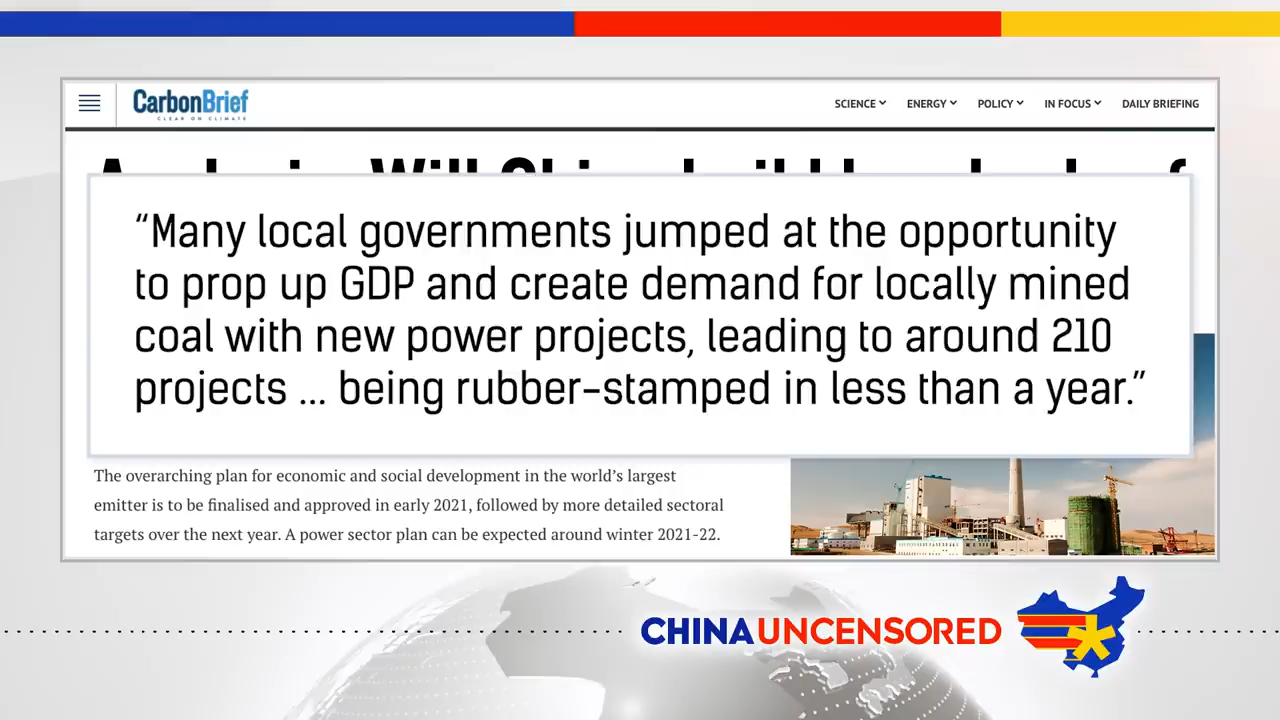 CarbonBrief
CLEAR ON CLIMATE
SCIENCE
ENERGY
POLICY
IN FOCUS
DAILY BRIEFING
“Many local governments jumped at the opportunity
to prop up GDP and create demand for locally mined
coal with new power projects, leading to around 210
projects ... being rubber-stamped in less than a year.”
The overarching plan for economic and social development in the world’s largest
emitter is to be finalised and approved in early 2021, followed by more detailed sectoral
targets over the next year. A power sector plan can be expected around winter 2021-22.
CHINA UNCENSORED